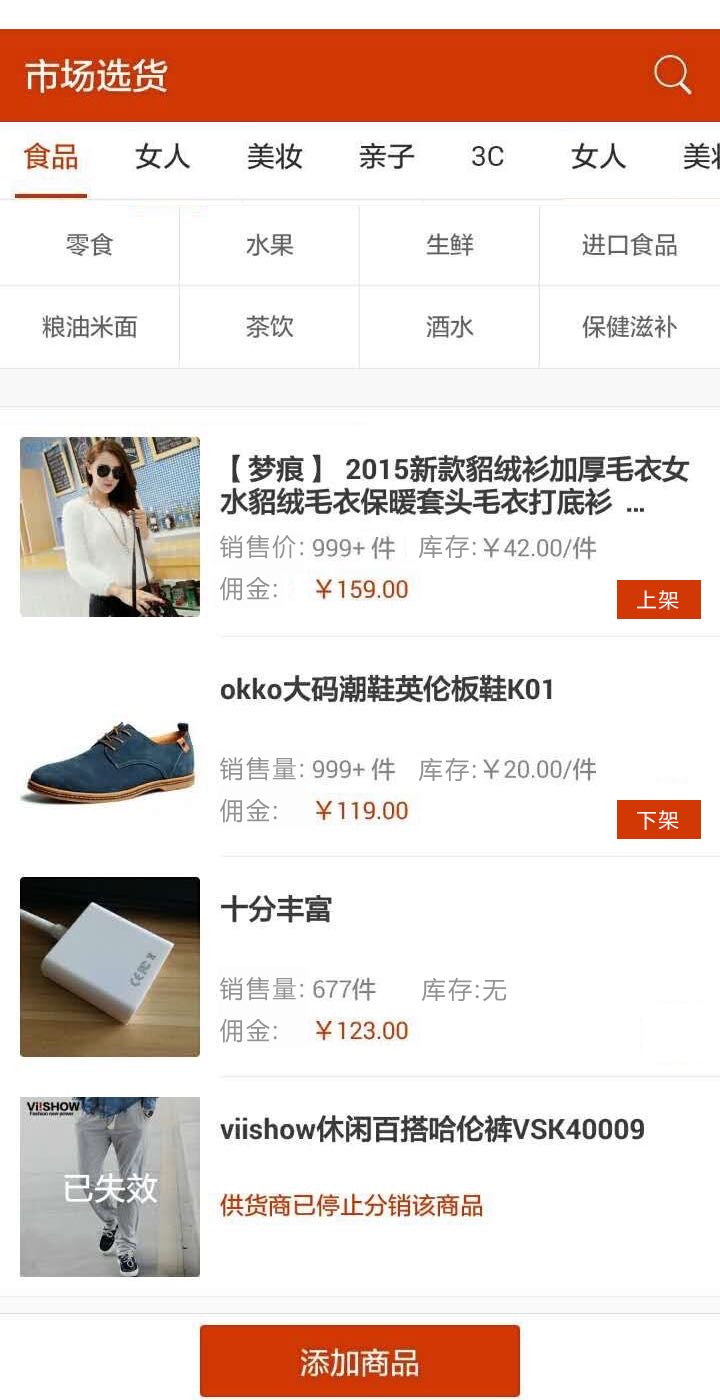 市场选货
食品 女人 美妆 亲子 3C 女人
零食 水果 生鲜 进口食品
粮油米面 茶饮 酒水 保健滋补
【 梦痕 】 2015新款貂绒衫加厚毛衣女
水貂绒毛衣保暖套头毛衣打底衫 ...
销售价: 999+ 件 库存:￥42.00/件
佣金: ￥159.00
上架
okko大码潮鞋英伦板鞋K01
销售量: 999+ 件 库存:￥20.00/件
佣金: ￥119.00
下架
十分丰富
销售量: 677件 库存:无
佣金: ￥123.00
Vi!SHOW
Fashion new power
已失效
viishow休闲百搭哈伦裤VSK40009
供货商已停止分销该商品
添加商品